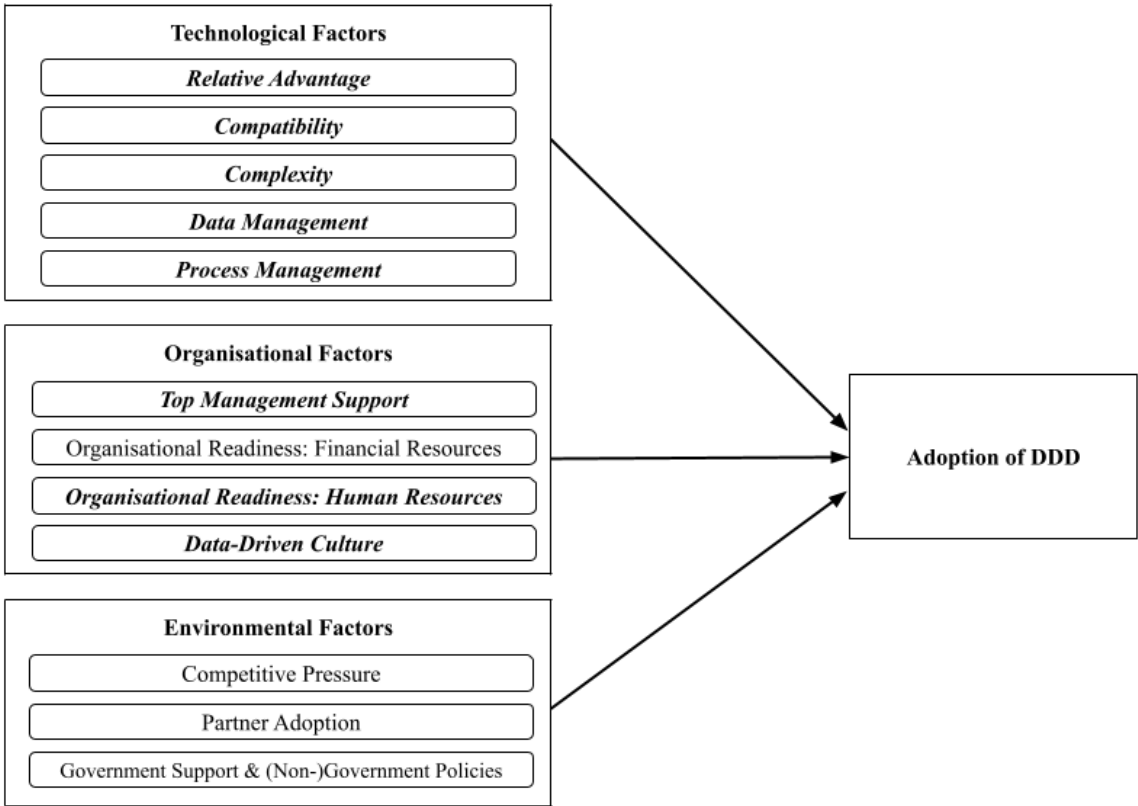 Technological Factors
Relative Advantage
Compatibility
Complexity
Data Management
Process Management
Organisational Factors
Top Management Support
Organisational Readiness: Financial Resources
Organisational Readiness: Human Resources
Data-Driven Culture
Environmental Factors
Competitive Pressure
Partner Adoption
Government Support & (Non-)Government Policies
Adoption of DDD